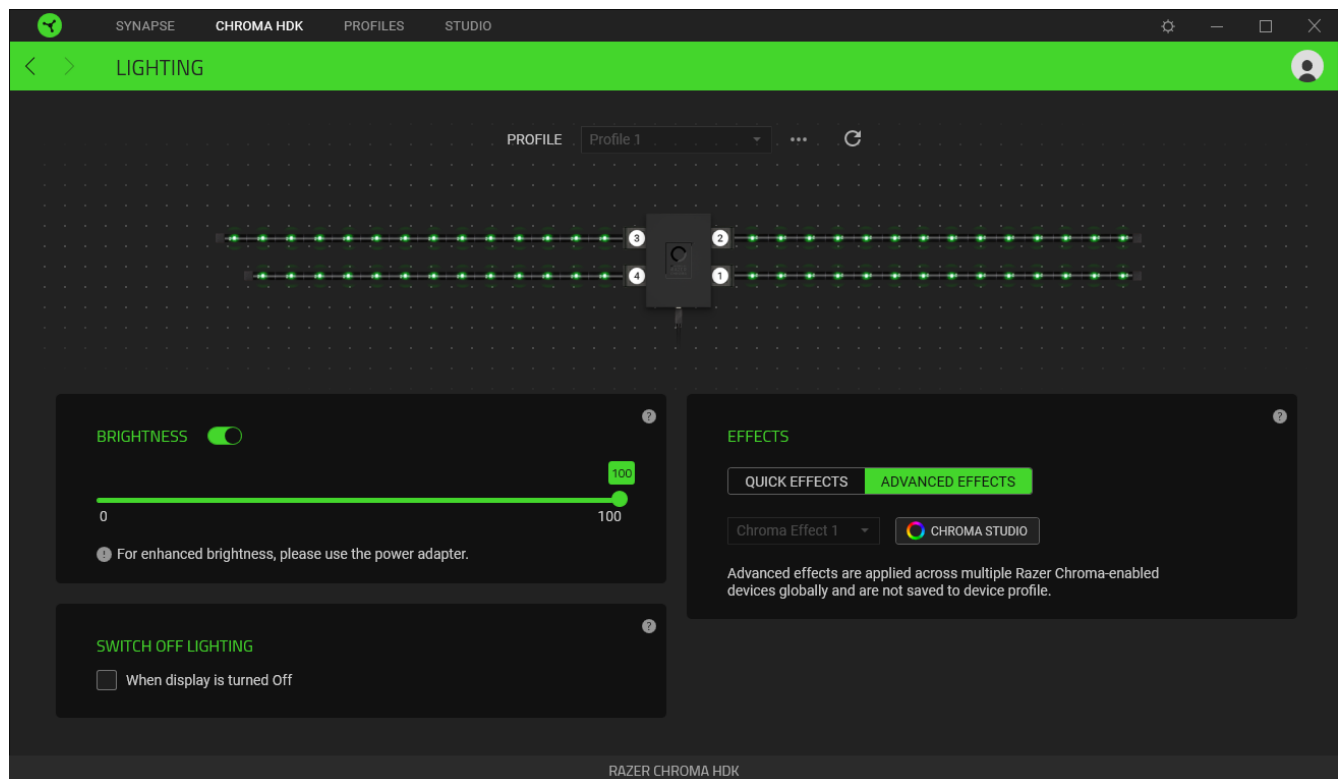 SYNAPSE CHROMA HDK PROFILES STUDIO
LIGHTING
PROFILE Profile 1
3 2
4 1
BRIGHTNESS
100
0 100
For enhanced brightness, please use the power adapter.
SWITCH OFF LIGHTING
When display is turned Off
EFFECTS
QUICK EFFECTS ADVANCED EFFECTS
Chroma Effect 1 CHROMA STUDIO
Advanced effects are applied across multiple Razer Chroma-enabled
devices globally and are not saved to device profile.
RAZER CHROMA HDK